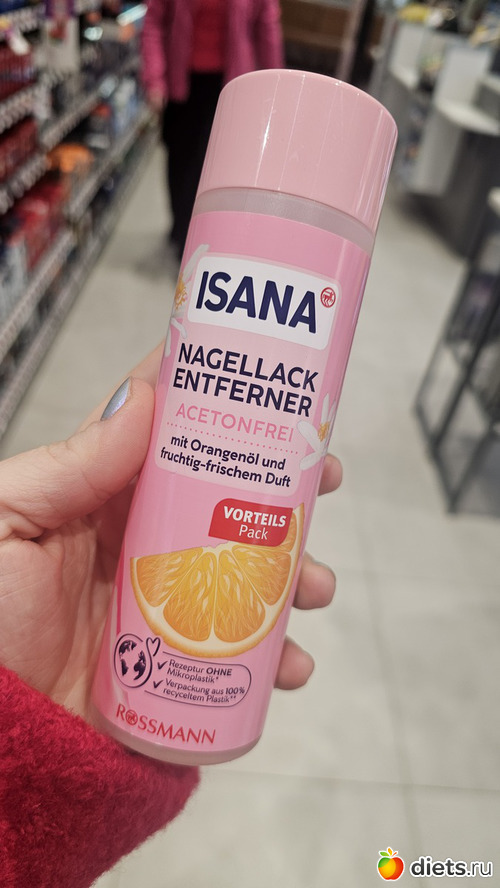 ISANA
NAGELLACK
ENTFERNER
ACETONFREI
mit Orangenöl und
fruchtig-frischem Duft
VORTEILS
Pack
Rezeptur OHNE
Mikroplastik*
Verpackung aus 100%
recyceltem Plastik**
ROSSMANN
diets.ru